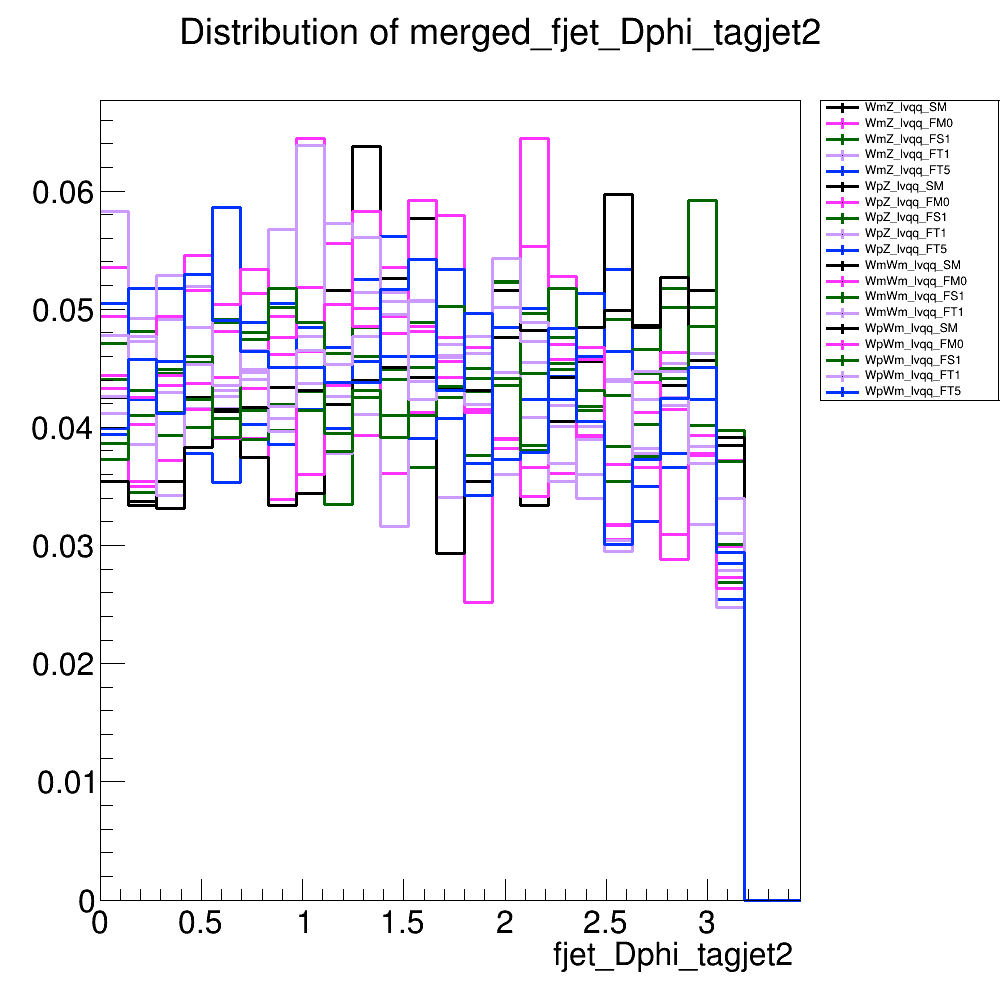 Distribution of merged_fjet_Dphi_tagjet2
WmZ_lvqq_SM
WmZ_lvqq_FM0
WmZ_lvqq_FS1
WmZ_lvqq_FT1
WmZ_lvqq_FT5
WpZ_lvqq_SM
WpZ_lvqq_FM0
WpZ_lvqq_FS1
WpZ_lvqq_FT1
WpZ_lvqq_FT5
WmWm_lvqq_SM
WmWm_lvqq_FM0
WmWm_lvqq_FS1
WmWm_lvqq_FT1
WpWm_lvqq_SM
WpWm_lvqq_FM0
WpWm_lvqq_FS1
WpWm_lvqq_FT1
WpWm_lvqq_FT5
0.06
0.05
0.04
0.03
0.02
0.01
0
0 0.5 1 1.5 2 2.5 3
fjet_Dphi_tagjet2